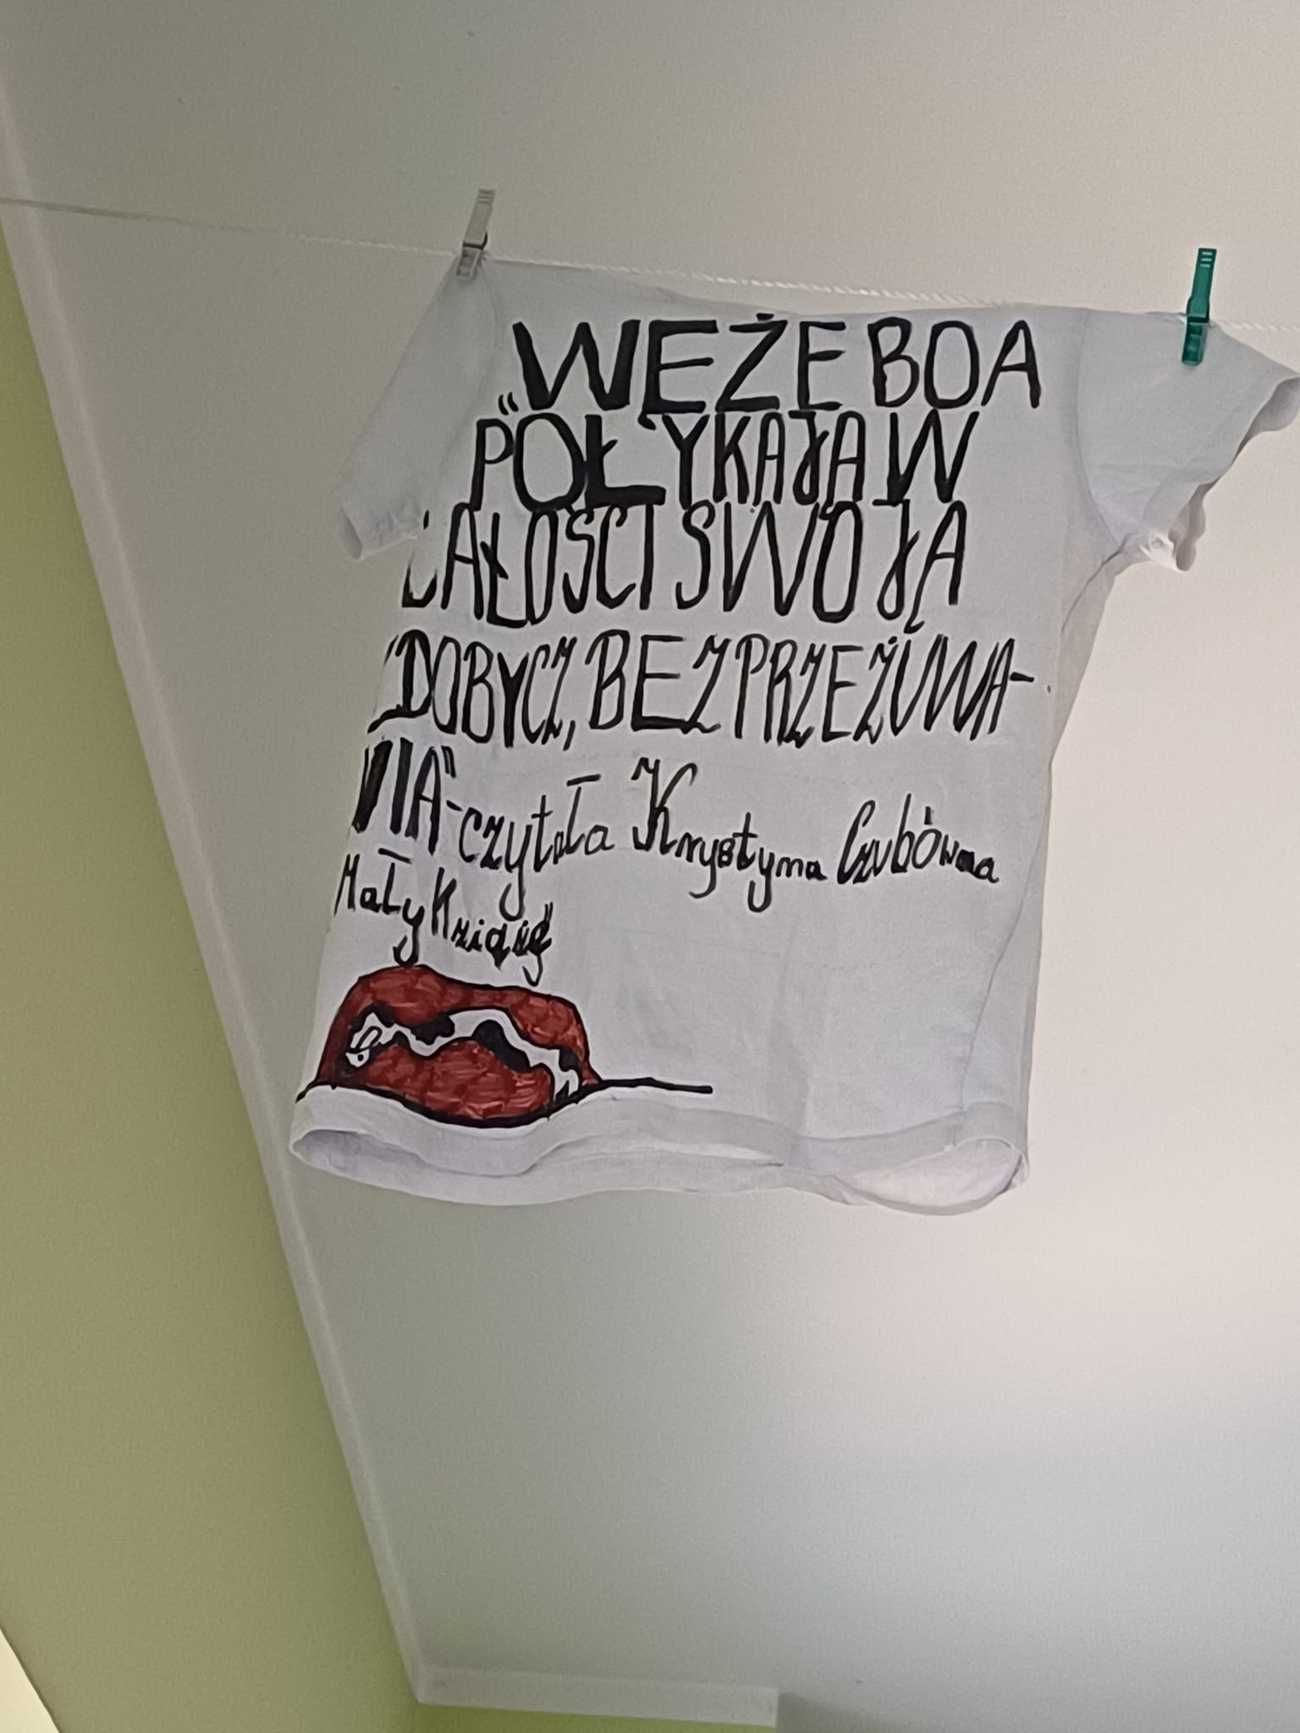 „WĘŻE BOA
POŁYKAJĄ W
CAŁOŚCI SWOJĄ
ZDOBYCZ, BEZ PRZEŻUWA-
NIA" - czytała Krystyna Czubówna
Mały Książę"